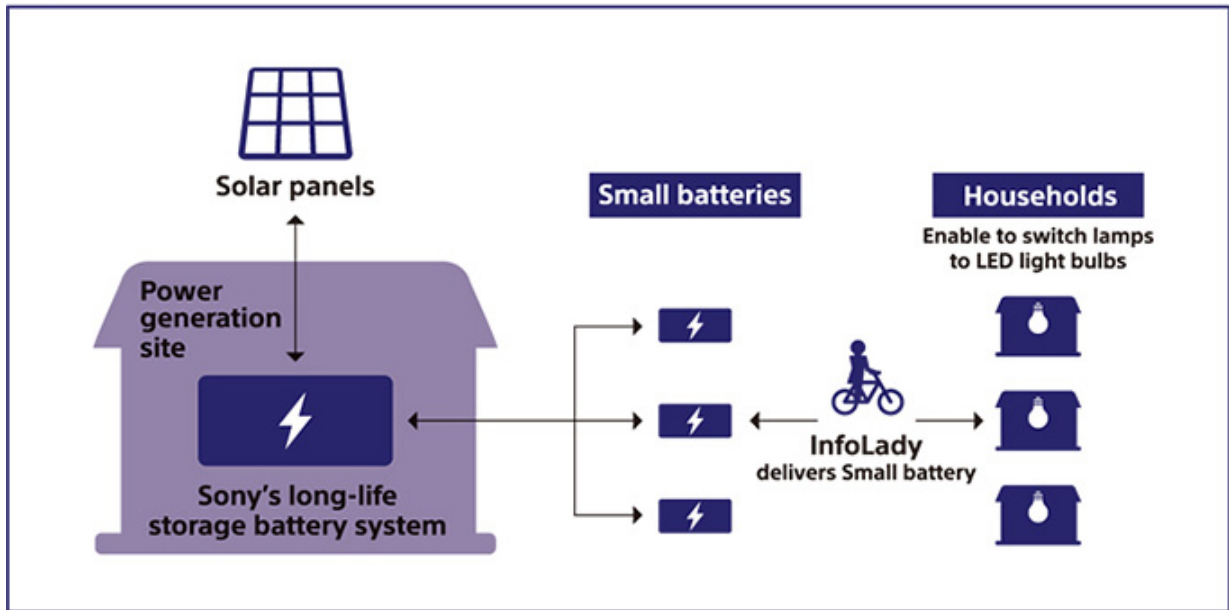 Solar panels
Power
generation
site
Sony's long-life
storage battery system
Small batteries
InfoLady
delivers Small battery
Households
Enable to switch lamps
to LED light bulbs